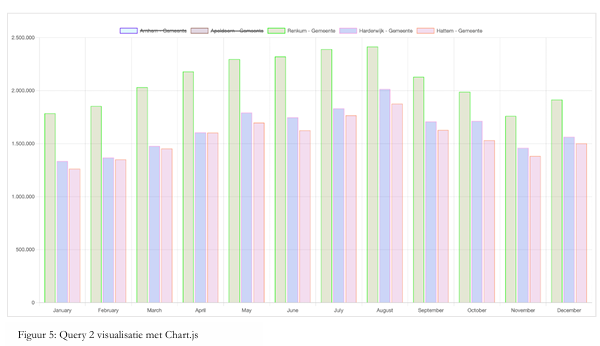 Arnhem - Gemeente Apeldoorn - Gemeente Renkum - Gemeente Harderwijk - Gemeente Hattem - Gemeente
2.500.000
2.000.000
1.500.000
1.000.000
500.000
0
January February March April May June July August September October November December
Figuur 5: Query 2 visualisatie met Chart.js